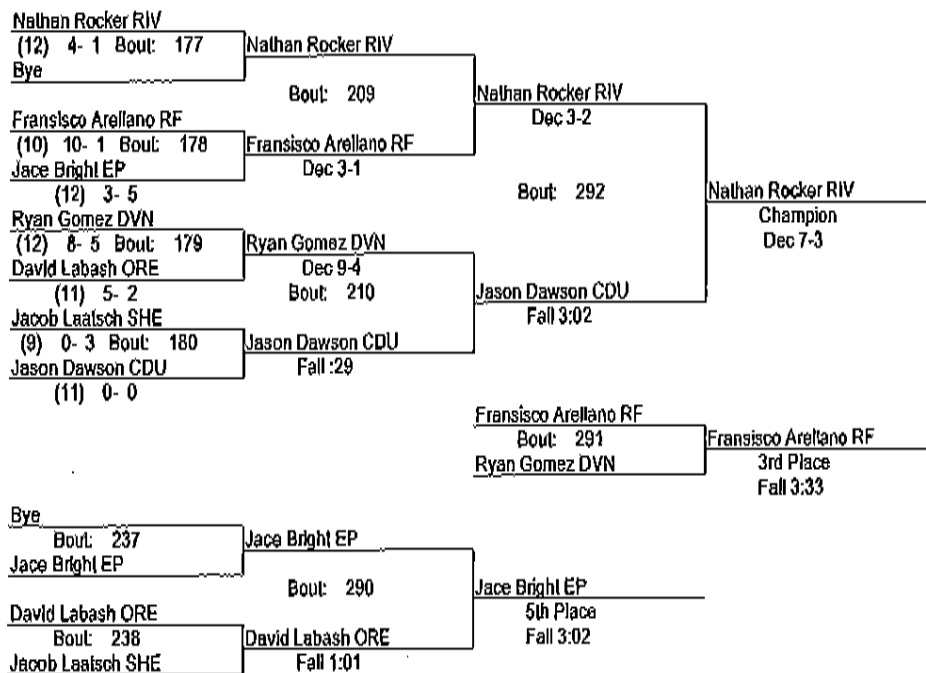 Nathan Rocker RIV
(12) 4- 1 Bout: 177
Bye
Nathan Rocker RIV
Bout: 209
Fransisco Arellano RF
(10) 10- 1 Bout: 178
Jace Bright EP
(12) 3- 5
Fransisco Arellano RF
Dec 3-1
Nathan Rocker RIV
Dec 3-2
Bout: 292
Ryan Gomez DVN
(12) 8- 5 Bout: 179
David Labash ORE
(11) 5- 2
Ryan Gomez DVN
Dec 9-4
Bout: 210
Jacob Laatsch SHE
(9) 0- 3 Bout: 180
Jason Dawson CDU
(11) 0- 0
Jason Dawson CDU
Fall :29
Jason Dawson CDU
Fall 3:02
Nathan Rocker RIV
Champion
Dec 7-3
Fransisco Arellano RF
Bout: 291
Ryan Gomez DVN
Fransisco Arellano RF
3rd Place
Fall 3:33
Bye
Bout: 237
Jace Bright EP
Jace Bright EP
Bout: 290
David Labash ORE
Bout: 238
Jacob Laatsch SHE
David Labash ORE
Fall 1:01
Jace Bright EP
5th Place
Fall 3:02